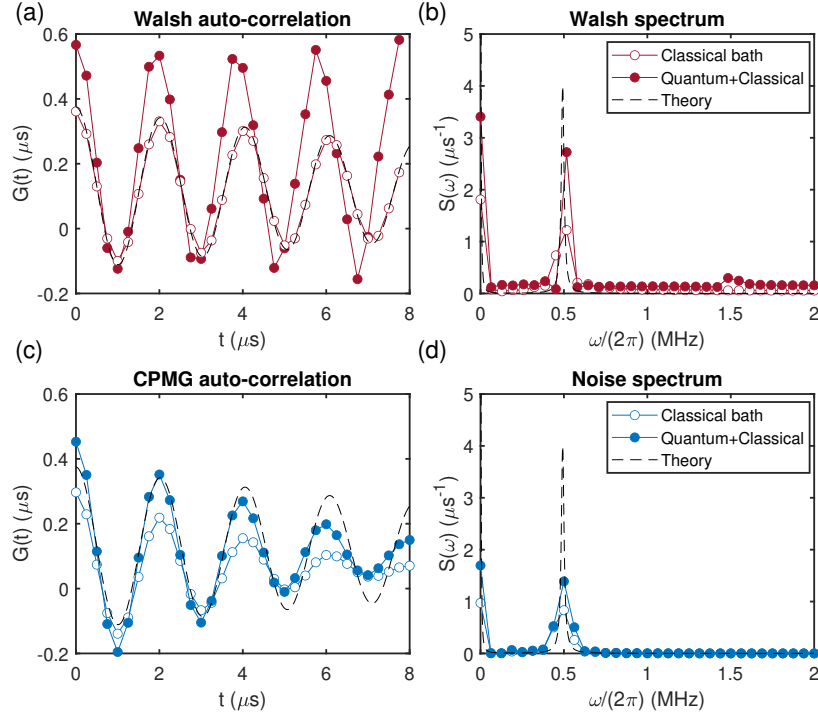 (a)
Walsh auto-correlation
0.6
0.4
0.2
0
-0.2
G(t) (μs)
0
2
4
6
8
t (μs)
(b)
Walsh spectrum
5
4
3
2
1
0
S(ω) (μs⁻¹)
Classical bath
Quantum+Classical
Theory
0
0.5
1
1.5
2
ω/(2π) (MHz)
(c)
CPMG auto-correlation
0.6
0.4
0.2
0
-0.2
G(t) (μs)
0
2
4
6
8
t (μs)
(d)
Noise spectrum
5
4
3
2
1
0
S(ω) (μs⁻¹)
Classical bath
Quantum+Classical
Theory
0
0.5
1
1.5
2
ω/(2π) (MHz)